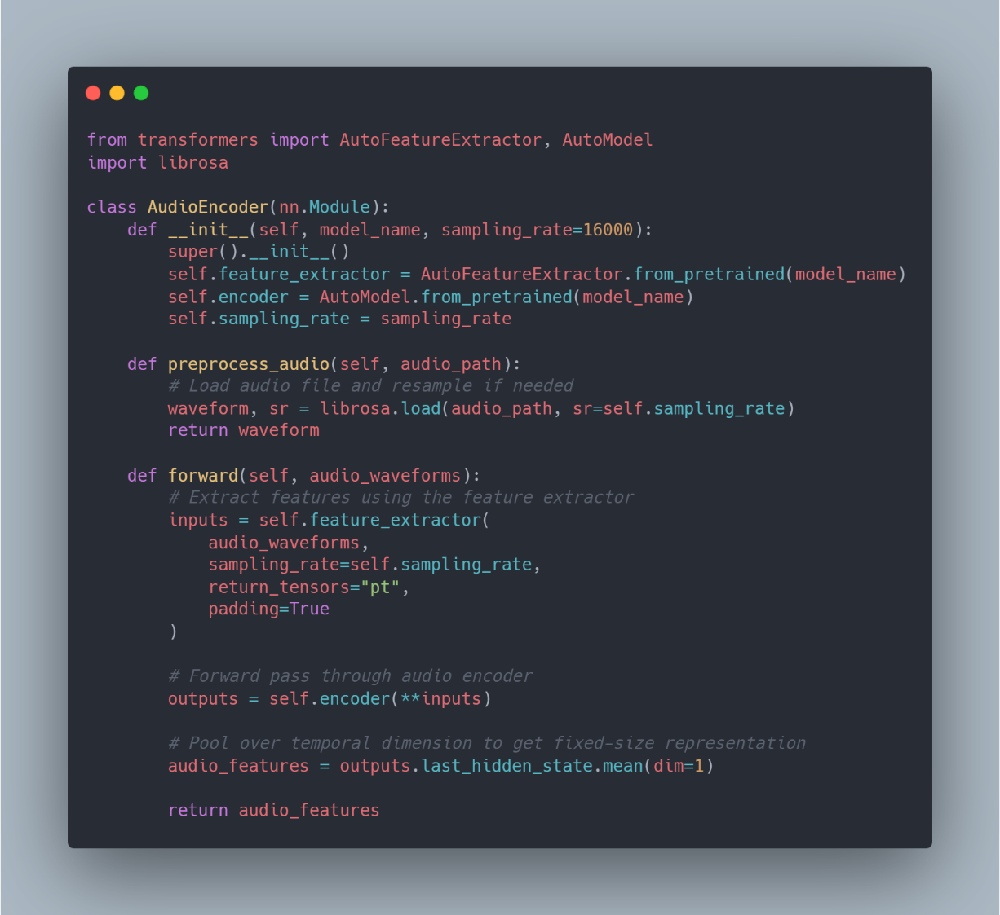 from transformers import AutoFeatureExtractor, AutoModel
import librosa

class AudioEncoder(nn.Module):
    def __init__(self, model_name, sampling_rate=16000):
        super().__init__()
        self.feature_extractor = AutoFeatureExtractor.from_pretrained(model_name)
        self.encoder = AutoModel.from_pretrained(model_name)
        self.sampling_rate = sampling_rate

    def preprocess_audio(self, audio_path):
        # Load audio file and resample if needed
        waveform, sr = librosa.load(audio_path, sr=self.sampling_rate)
        return waveform

    def forward(self, audio_waveforms):
        # Extract features using the feature extractor
        inputs = self.feature_extractor(
            audio_waveforms,
            sampling_rate=self.sampling_rate,
            return_tensors="pt",
            padding=True
        )

        # Forward pass through audio encoder
        outputs = self.encoder(**inputs)

        # Pool over temporal dimension to get fixed-size representation
        audio_features = outputs.last_hidden_state.mean(dim=1)

        return audio_features